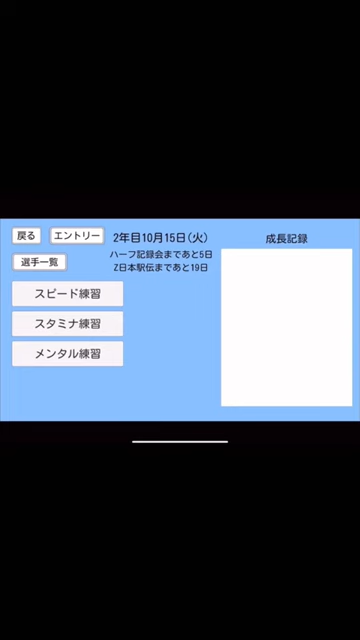 戻る
エントリー
2年目10月15日(火)
成長記録
ハーフ記録会まであと5日
選手一覧
Z日本駅伝まであと19日
スピード練習
スタミナ練習
メンタル練習